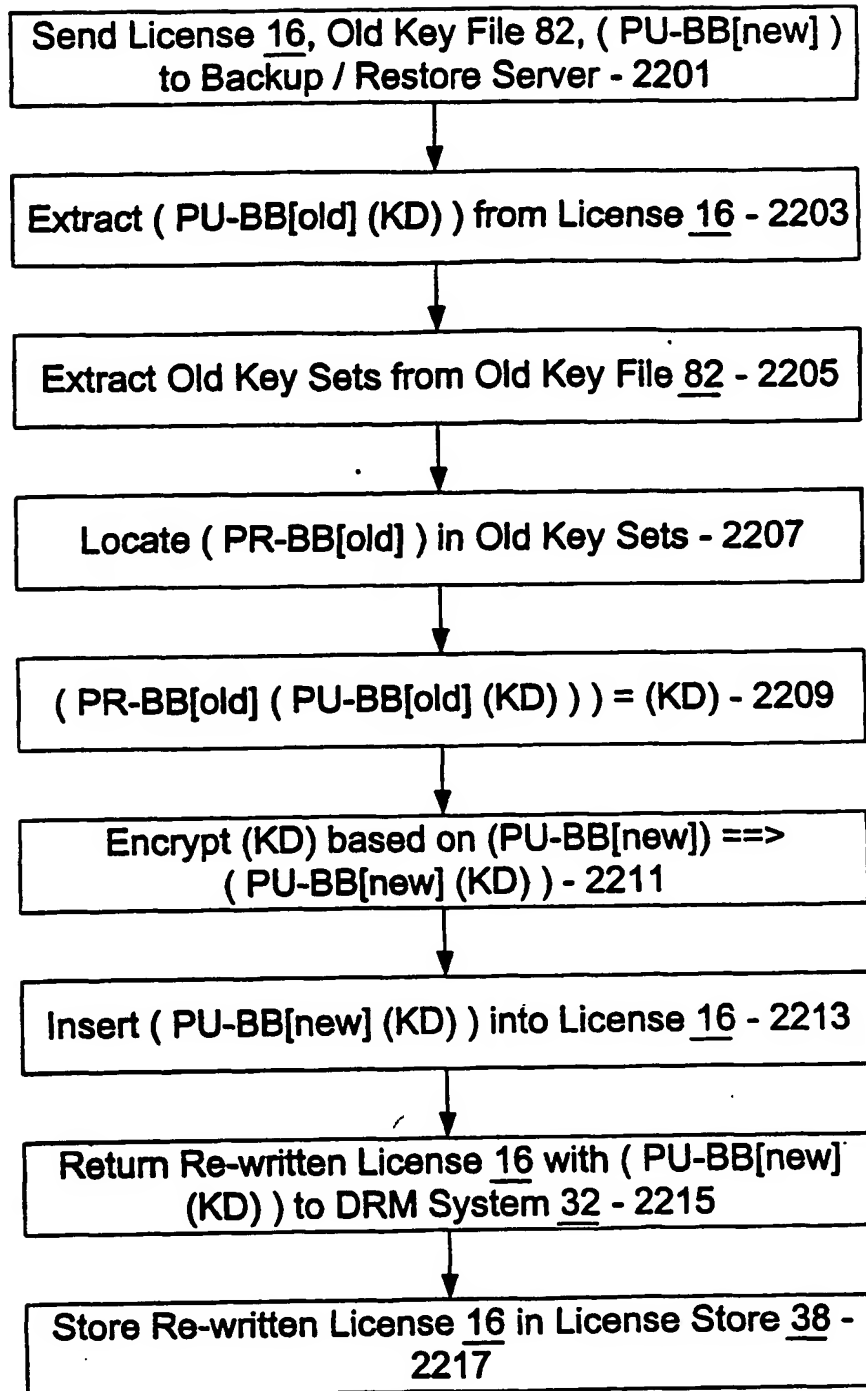 Send License 16, Old Key File 82, ( PU-BB[new] )
to Backup / Restore Server - 2201
Extract ( PU-BB[old] (KD) ) from License 16 - 2203
Extract Old Key Sets from Old Key File 82 - 2205
Locate ( PR-BB[old] ) in Old Key Sets - 2207
( PR-BB[old] ( PU-BB[old] (KD) ) ) = (KD) - 2209
Encrypt (KD) based on (PU-BB[new]) ==>
( PU-BB[new] (KD) ) - 2211
Insert ( PU-BB[new] (KD) ) into License 16 - 2213
Return Re-written License 16 with ( PU-BB[new]
(KD) ) to DRM System 32 - 2215
Store Re-written License 16 in License Store 38 -
2217